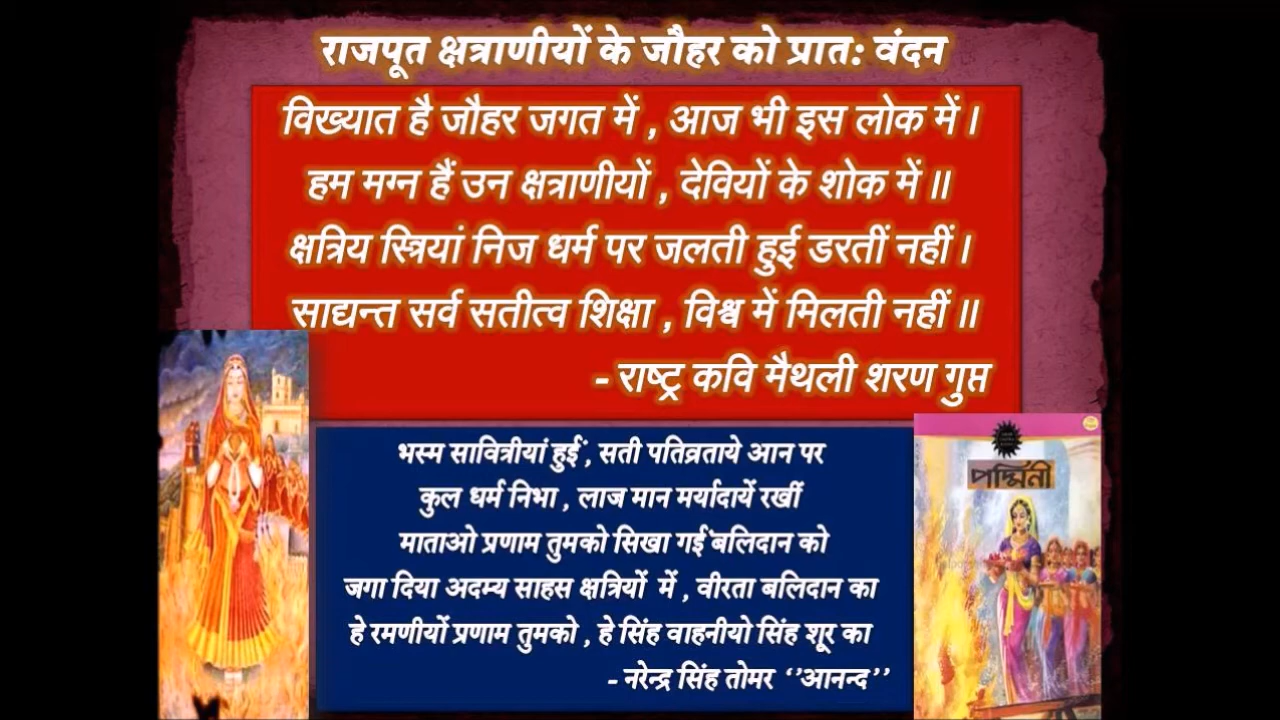 राजपूत क्षत्राणीयों के जौहर को प्रात: वंदन
विख्यात है जौहर जगत में , आज भी इस लोक में ।
हम मग्न हैं उन क्षत्राणीयों , देवियों के शोक में ॥
क्षत्रिय स्त्रियां निज धर्म पर जलती हुई डरतीं नहीं ।
साद्यन्त सर्व सतीत्व शिक्षा , विश्व में मिलती नहीं ॥
- राष्ट्र कवि मैथली शरण गुप्त
भस्म सावित्रीयां हुईं , सती पतिव्रताये आन पर
कुल धर्म निभा , लाज मान मर्यादायें रखीं
माताओ प्रणाम तुमको सिखा गईं बलिदान को
जगा दिया अदम्य साहस क्षत्रियों में , वीरता बलिदान का
हे रमणीयों प्रणाम तुमको , हे सिंह वाहनीयो सिंह शूर का
- नरेन्द्र सिंह तोमर ‘’आनन्द’’
পদ্মিনী